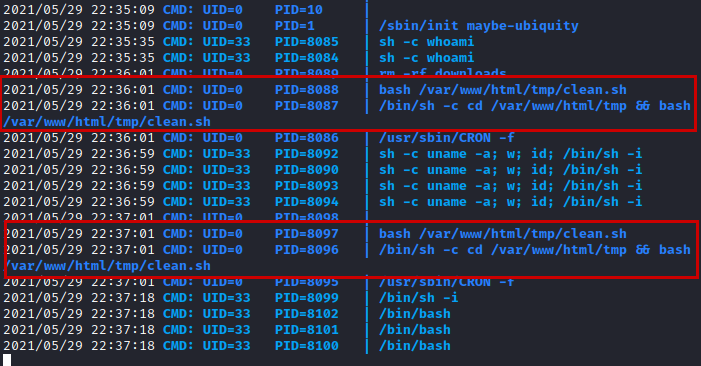 2021/05/29 22:35:09 CMD: UID=0 PID=10 |
2021/05/29 22:35:09 CMD: UID=0 PID=1 | /sbin/init maybe-ubiquity
2021/05/29 22:35:35 CMD: UID=33 PID=8085 | sh -c whoami
2021/05/29 22:35:35 CMD: UID=33 PID=8084 | sh -c whoami
2021/05/29 22:36:01 CMD: UID=0 PID=8089 | rm -rf downloads
2021/05/29 22:36:01 CMD: UID=0 PID=8088 | bash /var/www/html/tmp/clean.sh
2021/05/29 22:36:01 CMD: UID=0 PID=8087 | /bin/sh -c cd /var/www/html/tmp && bash
/var/www/html/tmp/clean.sh
2021/05/29 22:36:01 CMD: UID=0 PID=8086 | /usr/sbin/CRON -f
2021/05/29 22:36:59 CMD: UID=33 PID=8092 | sh -c uname -a; w; id; /bin/sh -i
2021/05/29 22:36:59 CMD: UID=33 PID=8090 | sh -c uname -a; w; id; /bin/sh -i
2021/05/29 22:36:59 CMD: UID=33 PID=8093 | sh -c uname -a; w; id; /bin/sh -i
2021/05/29 22:36:59 CMD: UID=33 PID=8094 | sh -c uname -a; w; id; /bin/sh -i
2021/05/29 22:37:01 CMD: UID=0 PID=8098 |
2021/05/29 22:37:01 CMD: UID=0 PID=8097 | bash /var/www/html/tmp/clean.sh
2021/05/29 22:37:01 CMD: UID=0 PID=8096 | /bin/sh -c cd /var/www/html/tmp && bash
/var/www/html/tmp/clean.sh
2021/05/29 22:37:01 CMD: UID=0 PID=8095 | /usr/sbin/CRON -f
2021/05/29 22:37:18 CMD: UID=33 PID=8099 | /bin/sh -i
2021/05/29 22:37:18 CMD: UID=33 PID=8102 | /bin/bash
2021/05/29 22:37:18 CMD: UID=33 PID=8101 | /bin/bash
2021/05/29 22:37:18 CMD: UID=33 PID=8100 | /bin/bash